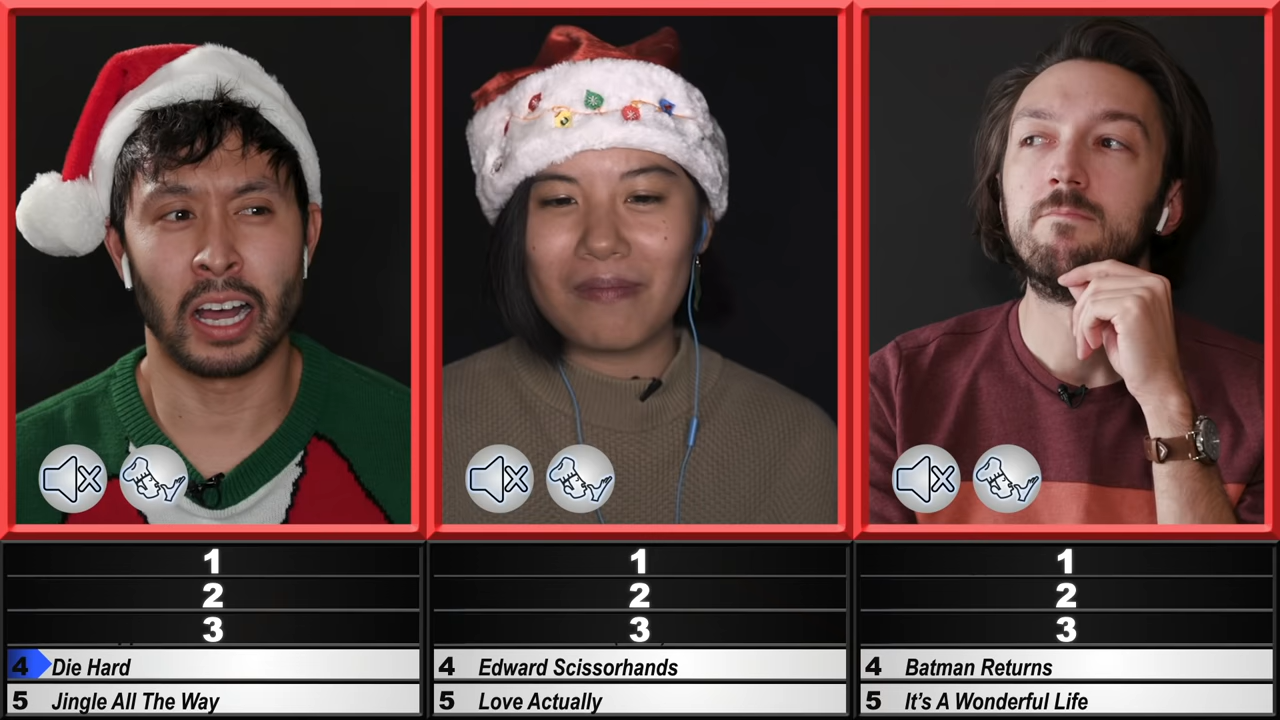 1
2
3
4 Die Hard
5 Jingle All The Way
1
2
3
4 Edward Scissorhands
5 Love Actually
1
2
3
4 Batman Returns
5 It's A Wonderful Life